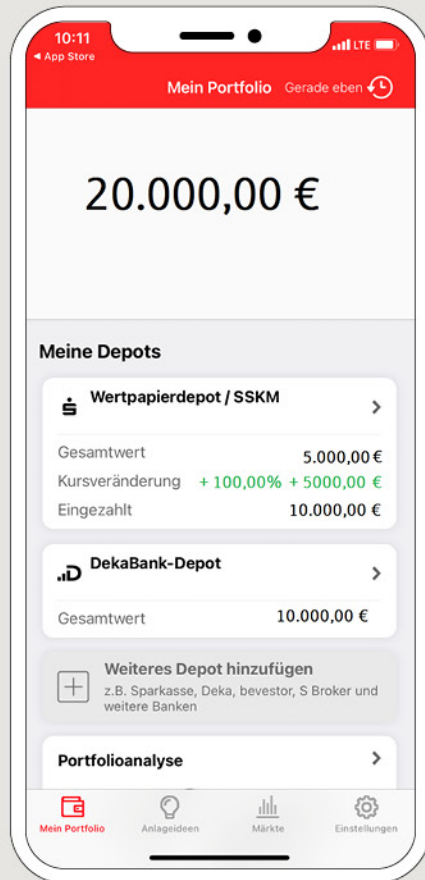 10:11
LTE
◀ App Store
Mein Portfolio Gerade eben
20.000,00 €
Meine Depots
Wertpapierdepot / SSKM
Gesamtwert 5.000,00 €
Kursveränderung + 100,00% + 5000,00 €
Eingezahlt 10.000,00 €
DekaBank-Depot
Gesamtwert 10.000,00 €
Weiteres Depot hinzufügen
z.B. Sparkasse, Deka, bevestor, S Broker und
weitere Banken
Portfolioanalyse
Mein Portfolio Anlageideen Märkte Einstellungen